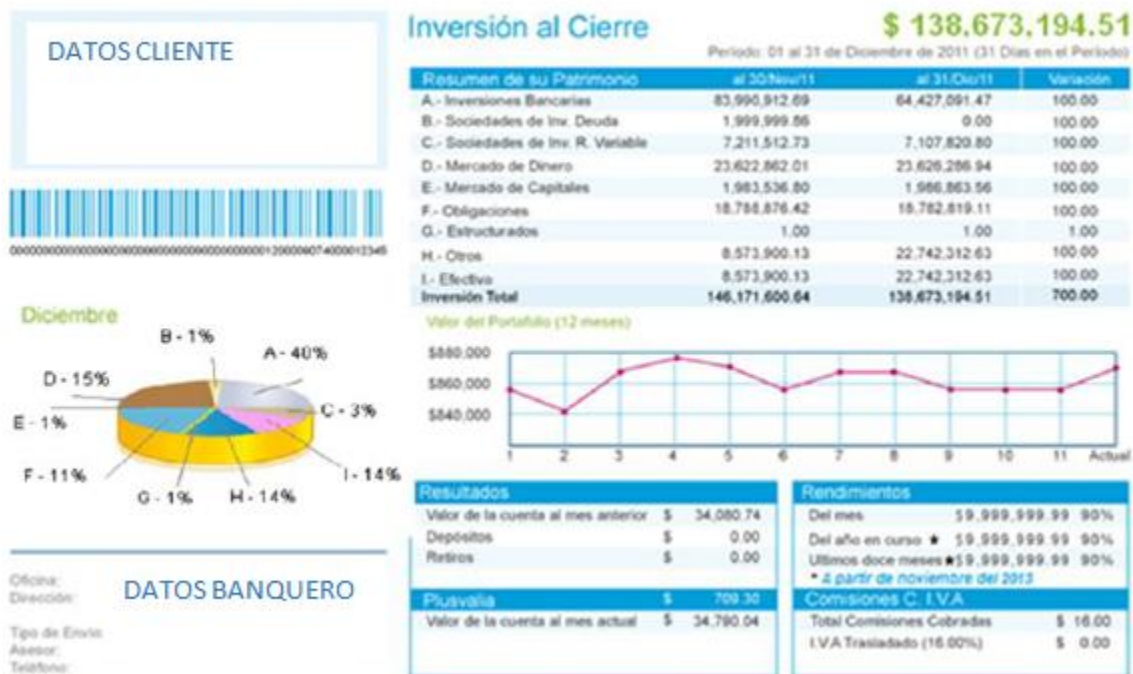 DATOS CLIENTE
Inversión al Cierre
$ 138,673,194.51
Período: 01 al 31 de Diciembre de 2011 (31 Días en el Período)
Resumen de su Patrimonio al 30/Nov/11 al 31/Dic/11 Variación
A.- Inversiones Bancarias 83,990,912.69 64,427,091.47 100.00
B.- Sociedades de Inv. Deuda 1,999,999.86 0.00 100.00
C.- Sociedades de Inv. R. Variable 7,211,512.73 7,107,820.80 100.00
D.- Mercado de Dinero 23,622,862.01 23,626,286.94 100.00
E.- Mercado de Capitales 1,983,536.80 1,986,863.56 100.00
F.- Obligaciones 18,788,876.42 18,782,819.11 100.00
G.- Estructurados 1.00 1.00 1.00
H.- Otros 8,573,900.13 22,742,312.63 100.00
I.- Efectivo 8,573,900.13 22,742,312.63 100.00
Inversión Total 146,171,600.64 138,673,194.51 700.00
Diciembre
B - 1%
A - 40%
D - 15%
C - 3%
E - 1%
F - 11%
I - 14%
G - 1%
H - 14%
Valor del Portafolio (12 meses)
$880,000
$860,000
$840,000
1 2 3 4 5 6 7 8 9 10 11 Actual
Resultados
Valor de la cuenta al mes anterior $ 34,080.74
Depósitos $ 0.00
Retiros $ 0.00
Plusvalía $ 709.30
Valor de la cuenta al mes actual $ 34,790.04
Rendimientos
Del mes $9,999,999.99 90%
Del año en curso ★ $9,999,999.99 90%
Ultimos doce meses ★ $9,999,999.99 90%
* A partir de noviembre del 2013
Comisiones C. I.V.A
Total Comisiones Cobradas $ 16.00
I.V.A Trasladado (16.00%) $ 0.00
DATOS BANQUERO
Oficina:
Dirección:
Tipo de Envío:
Asesor:
Teléfono: